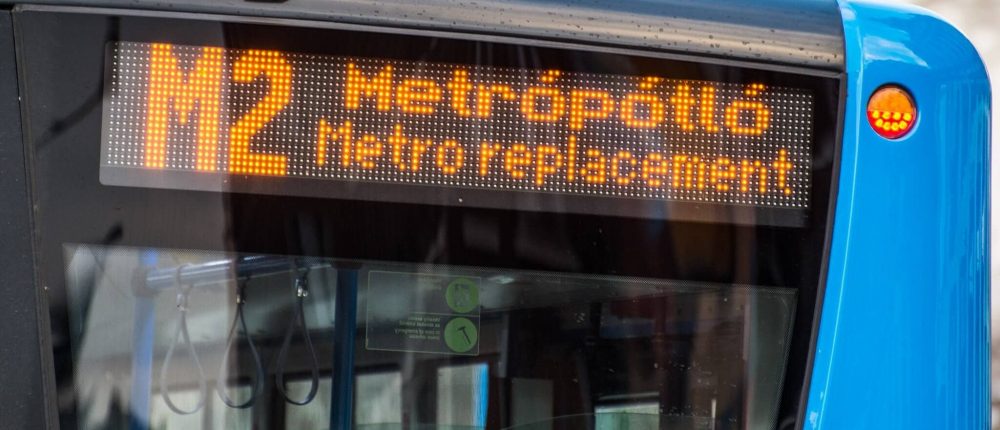 M2
Metrópótló
Metro replacement